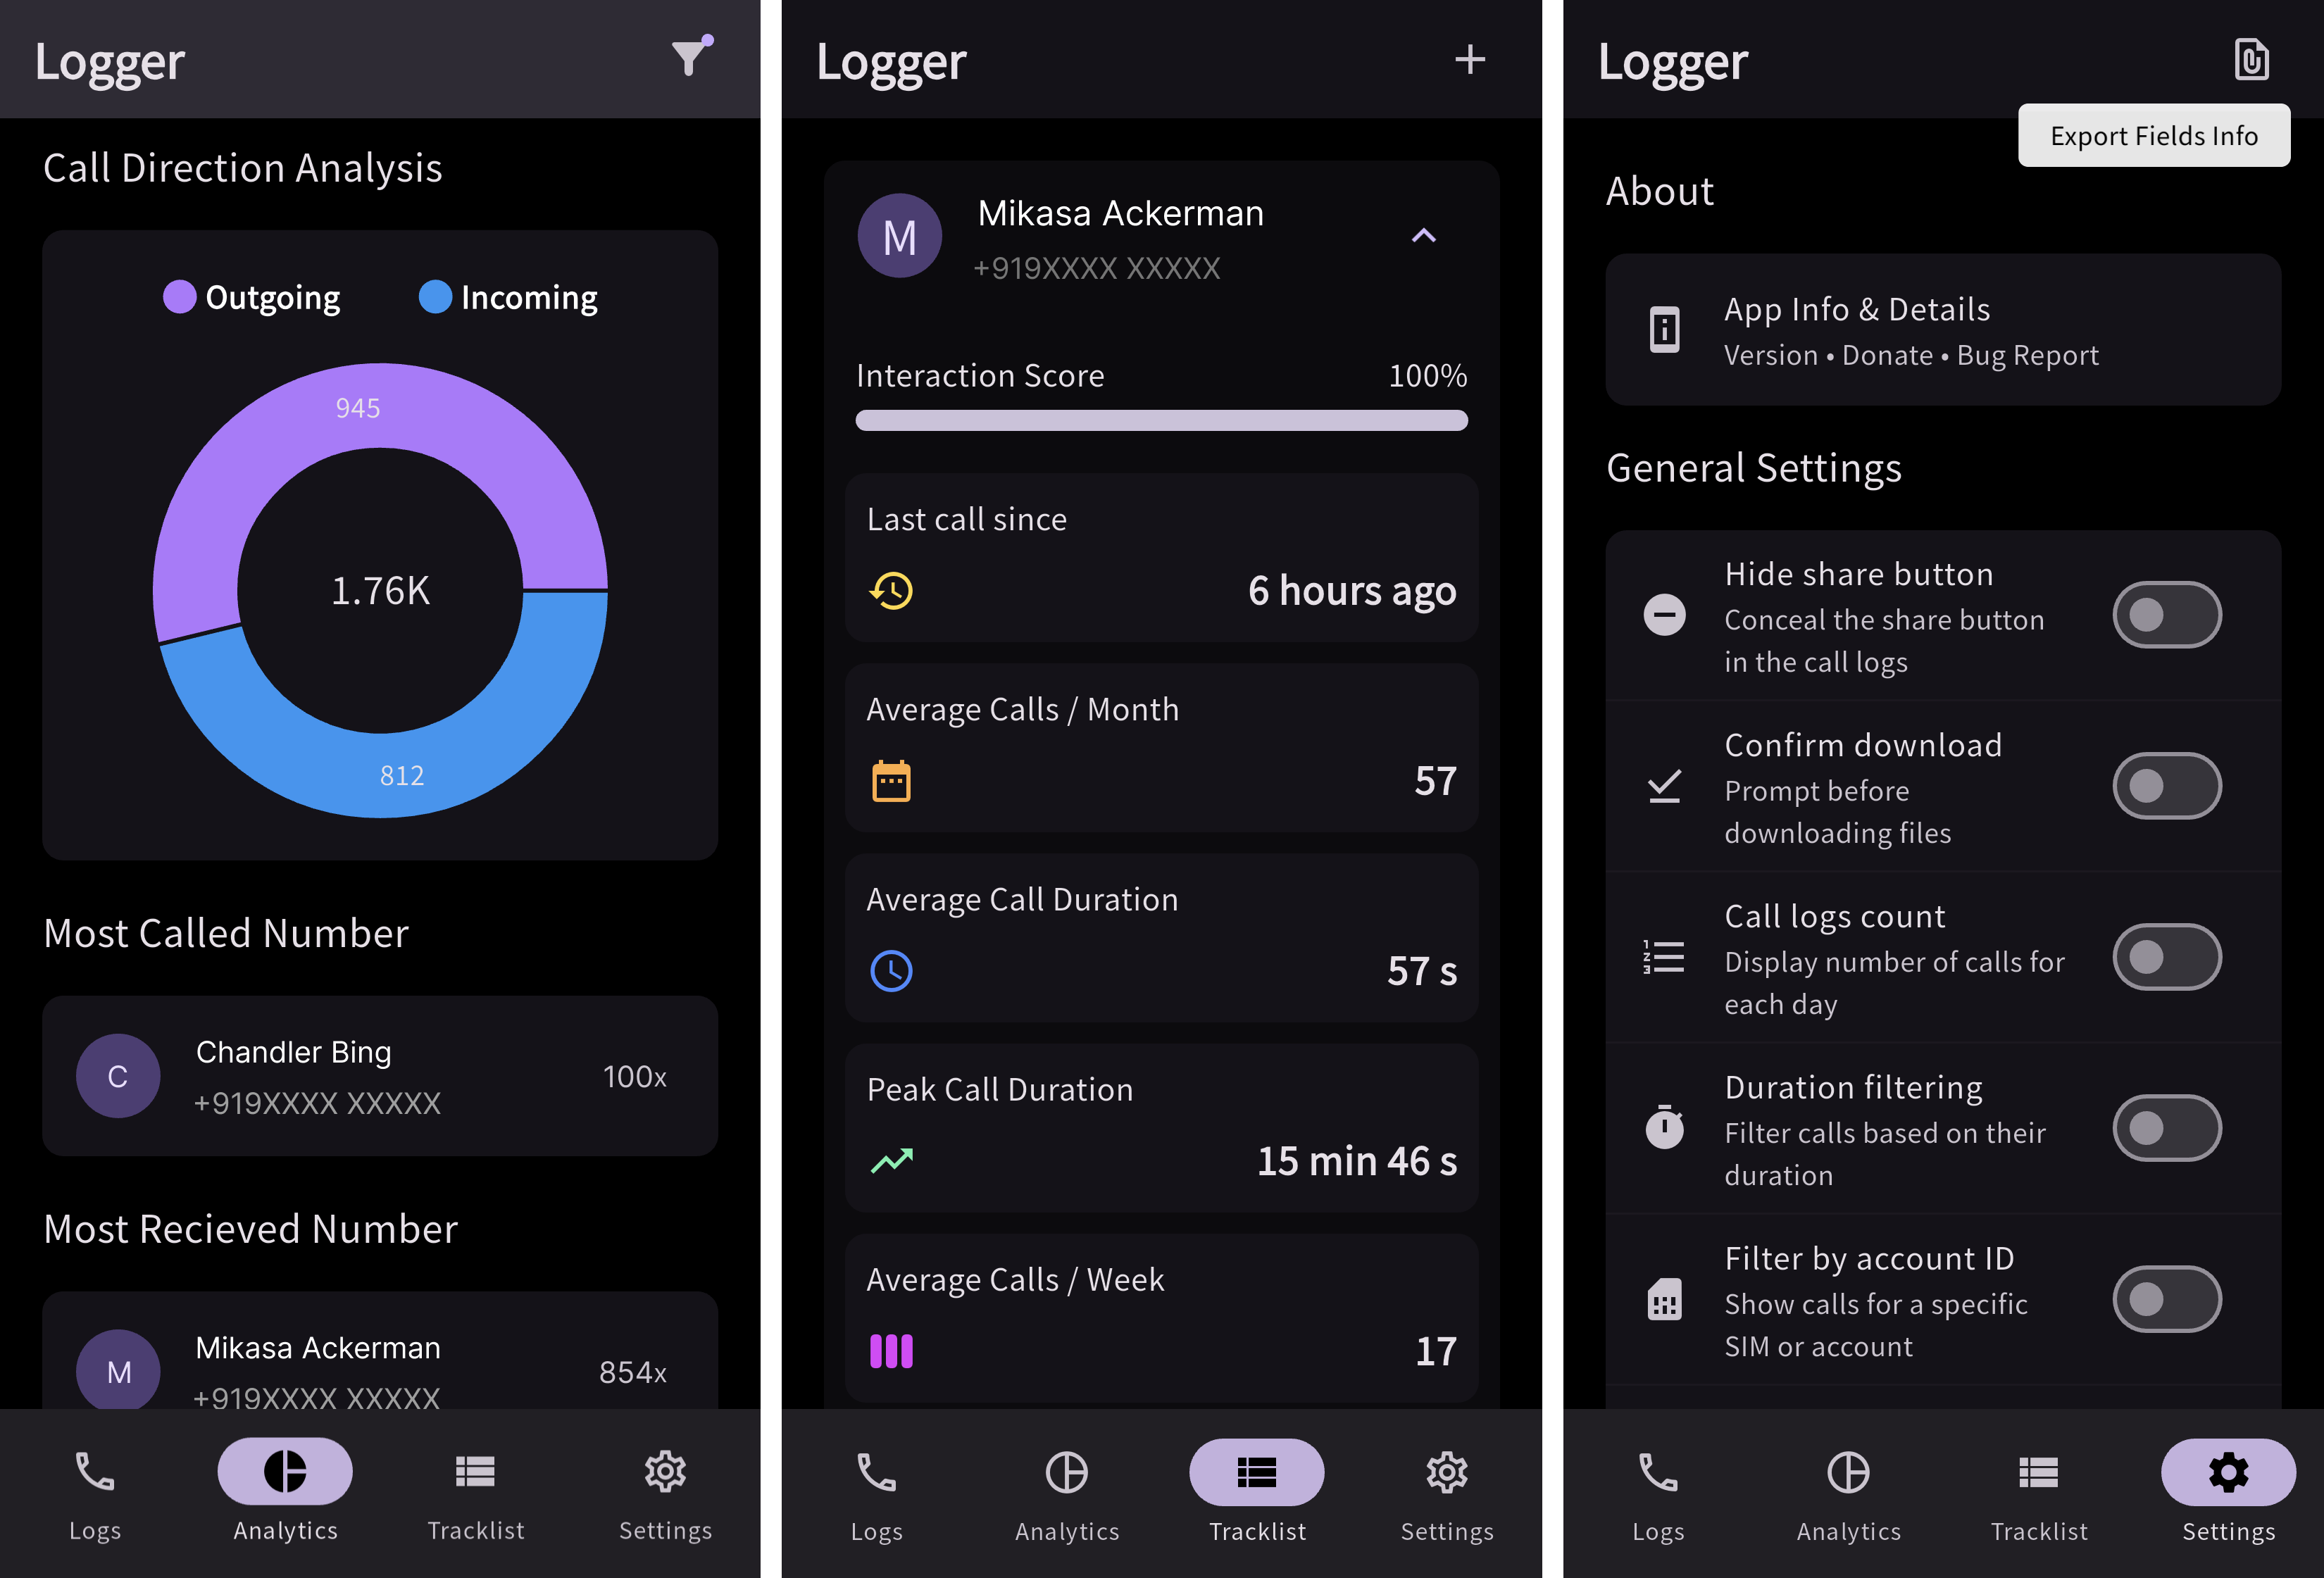 Logger
Call Direction Analysis
Outgoing Incoming
945
1.76K
812
Most Called Number
C
Chandler Bing
+919XXXX XXXXX
100x
Most Recieved Number
M
Mikasa Ackerman
+919XXXX XXXXX
854x
Logs Analytics Tracklist Settings
Logger
M
Mikasa Ackerman
+919XXXX XXXXX
Interaction Score 100%
Last call since
6 hours ago
Average Calls / Month
57
Average Call Duration
57 s
Peak Call Duration
15 min 46 s
Average Calls / Week
17
Logs Analytics Tracklist Settings
Logger
Export Fields Info
About
App Info & Details
Version • Donate • Bug Report
General Settings
Hide share button
Conceal the share button
in the call logs
Confirm download
Prompt before
downloading files
Call logs count
Display number of calls for
each day
Duration filtering
Filter calls based on their
duration
Filter by account ID
Show calls for a specific
SIM or account
Logs Analytics Tracklist Settings